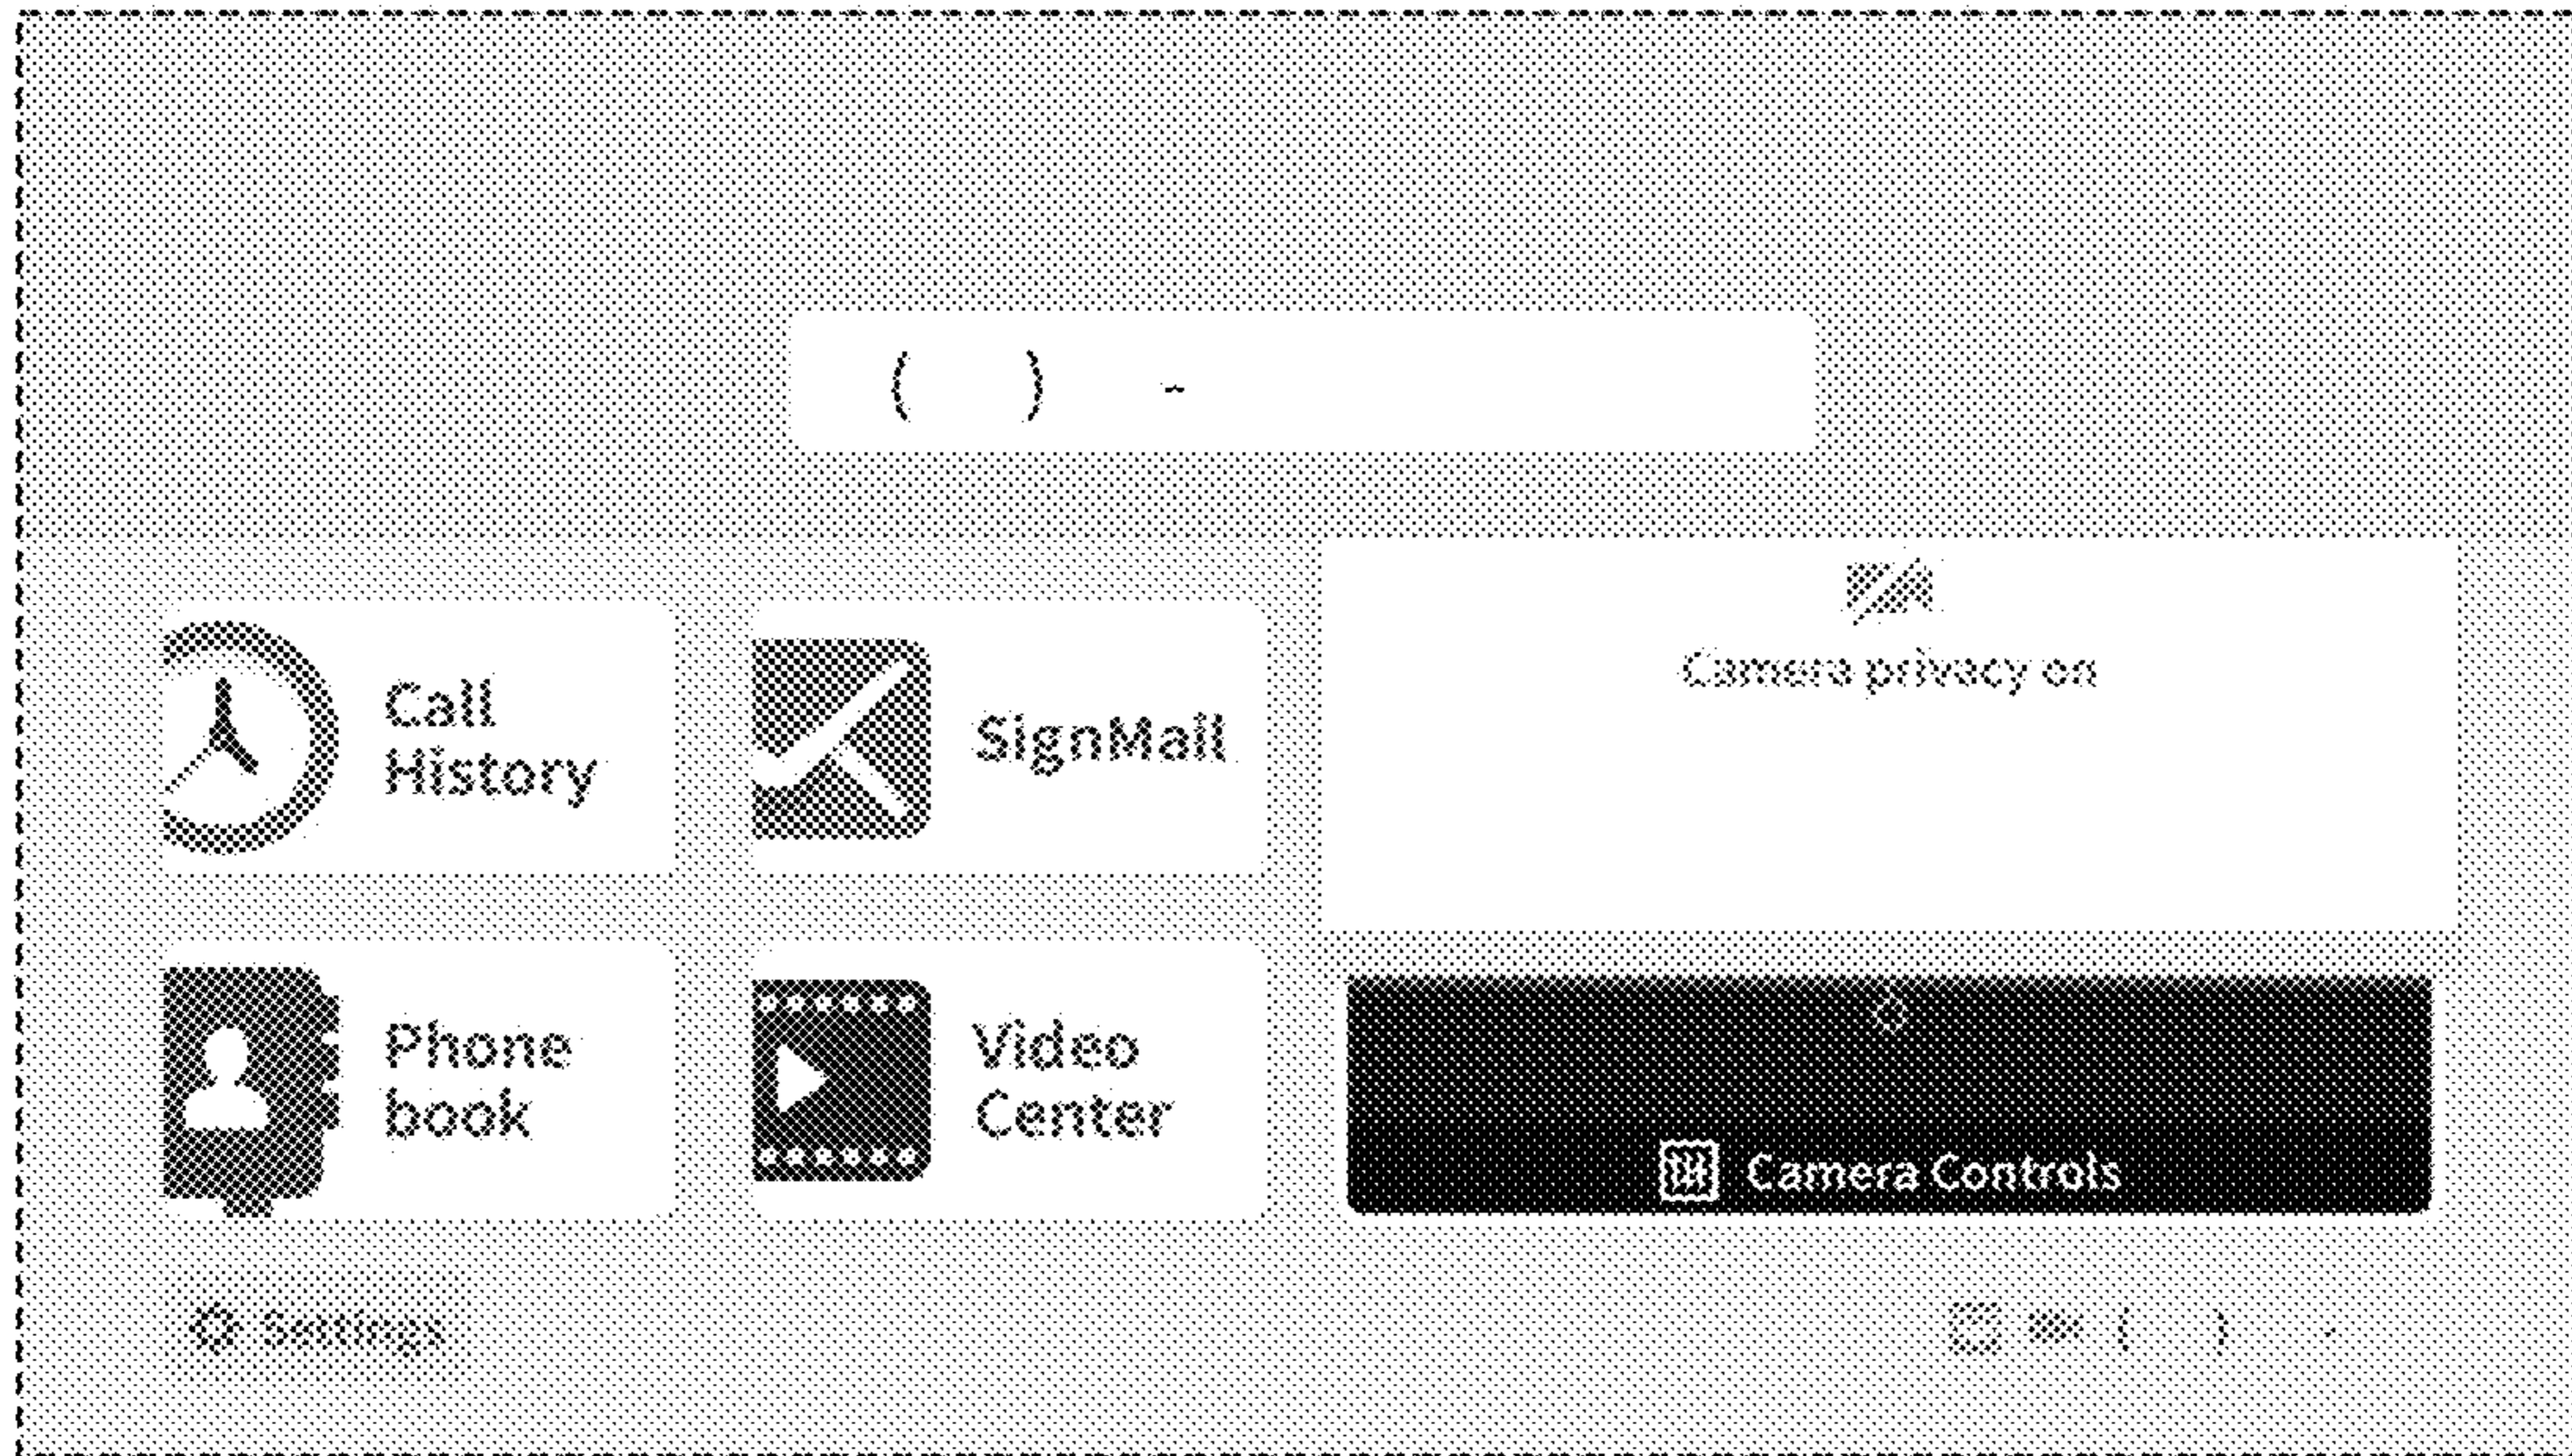 ( ) -
Call
History
SignMail
Camera privacy on
Phone
book
Video
Center
Camera Controls
Settings
( ) -